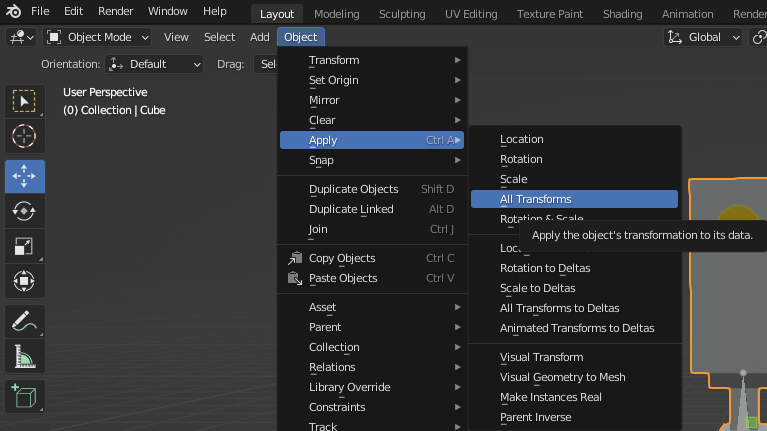 File Edit Render Window Help Layout Modeling Sculpting UV Editing Texture Paint Shading Animation Render
Object Mode View Select Add Object Global
Orientation: Default Drag: Sel
User Perspective
(0) Collection | Cube
Transform
Set Origin
Mirror
Clear
Apply Ctrl A
Snap
Duplicate Objects Shift D
Duplicate Linked Alt D
Join Ctrl J
Copy Objects Ctrl C
Paste Objects Ctrl V
Asset
Parent
Collection
Relations
Library Override
Constraints
Track
Location
Rotation
Scale
All Transforms
Rotation & Scale
Apply the object's transformation to its data.
Rotation to Deltas
Scale to Deltas
All Transforms to Deltas
Animated Transforms to Deltas
Visual Transform
Visual Geometry to Mesh
Make Instances Real
Parent Inverse